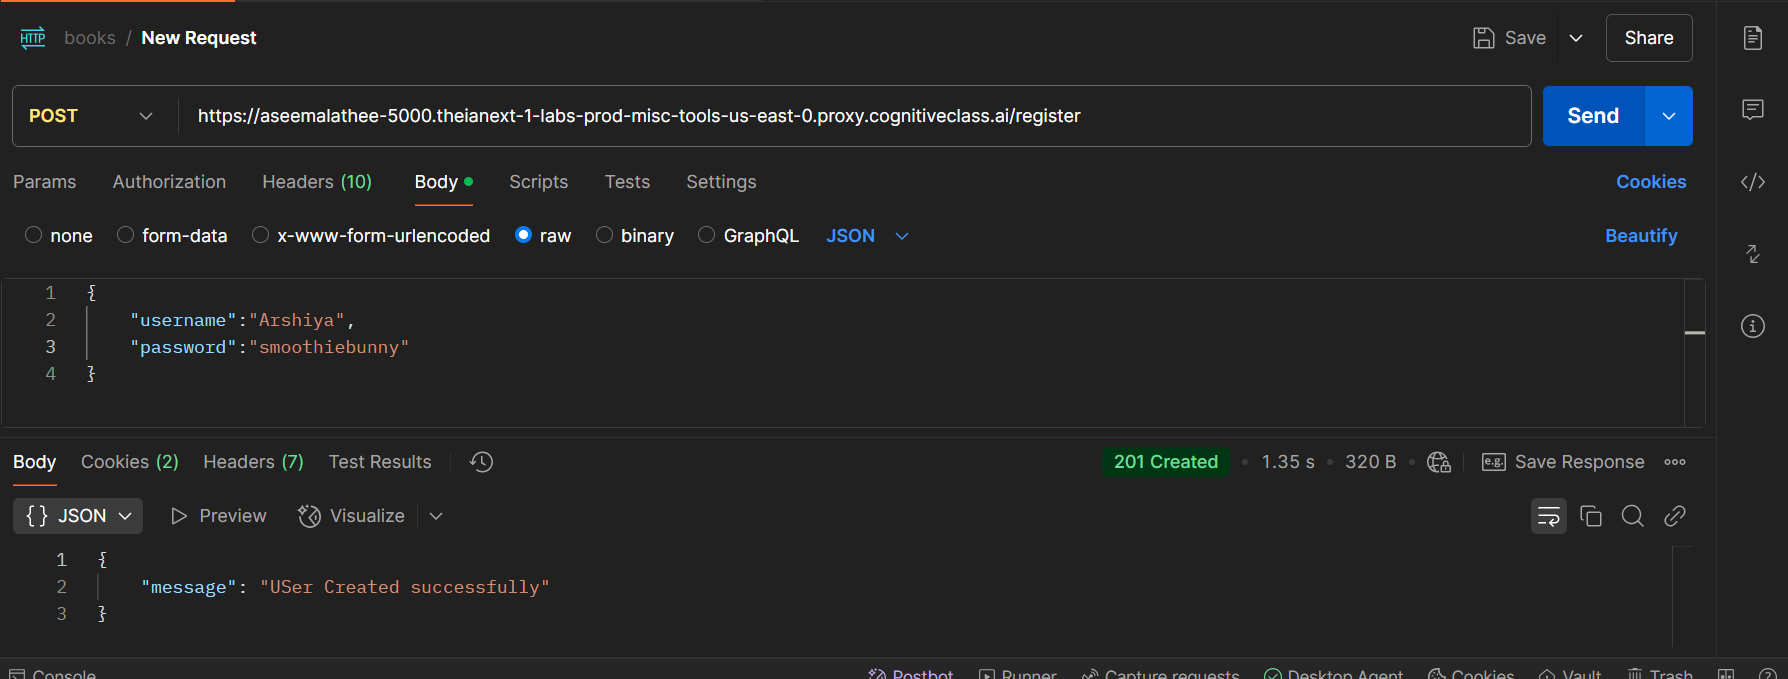 HTTP books / New Request Save Share
POST https://aseemalathee-5000.theianext-1-labs-prod-misc-tools-us-east-0.proxy.cognitiveclass.ai/register Send
Params Authorization Headers (10) Body Scripts Tests Settings Cookies
none form-data x-www-form-urlencoded raw binary GraphQL JSON Beautify
1 {
2 "username":"Arshiya",
3 "password":"smoothiebunny"
4 }
Body Cookies (2) Headers (7) Test Results 201 Created • 1.35 s • 320 B • e.g. Save Response
{} JSON Preview Visualize
1 {
2 "message": "USer Created successfully"
3 }
Console Postbot Runner Capture requests Desktop Agent Cookies Vault Trash